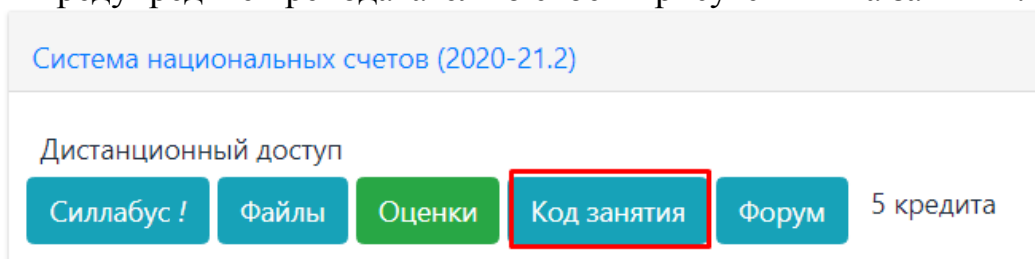 Система национальных счетов (2020-21.2)
Дистанционный доступ
Силлабус ! Файлы Оценки Код занятия Форум 5 кредита